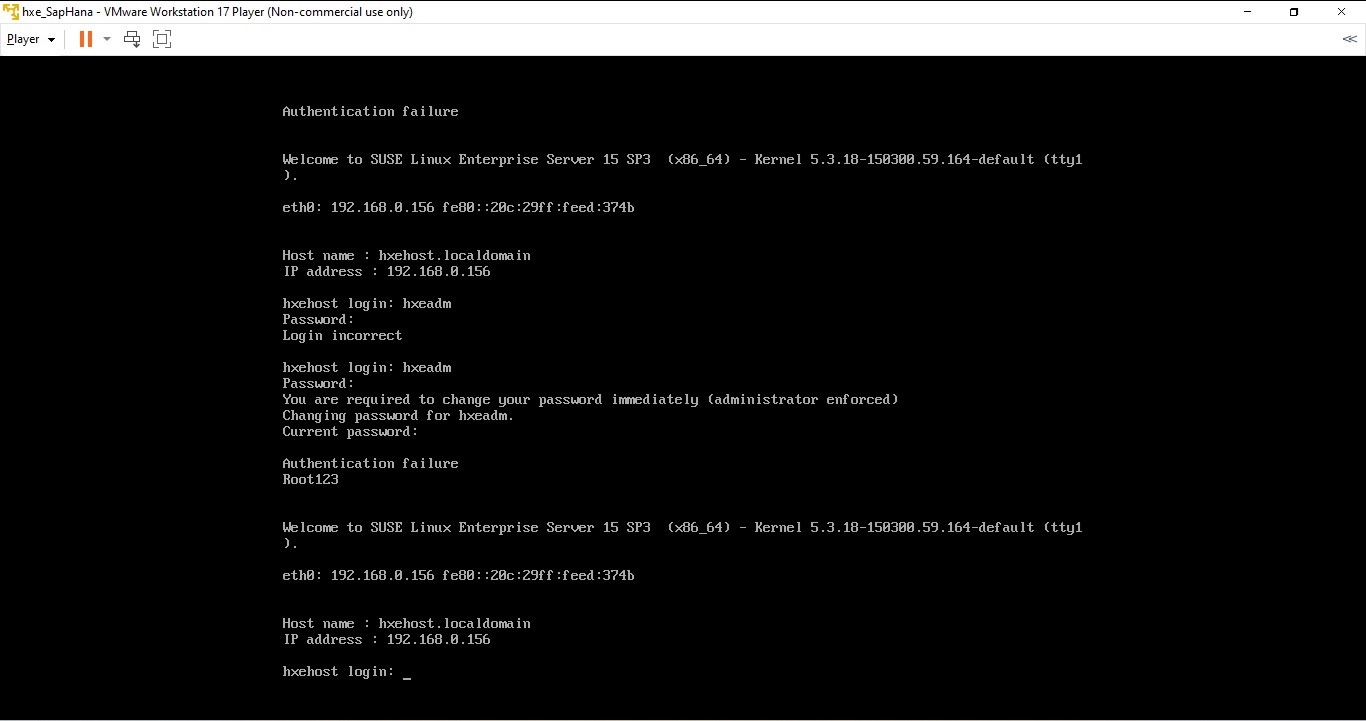 hxe_SapHana - VMware Workstation 17 Player (Non-commercial use only)
Player
Authentication failure
Welcome to SUSE Linux Enterprise Server 15 SP3  (x86_64) - Kernel 5.3.18-150300.59.164-default (tty1
).
eth0: 192.168.0.156 fe80::20c:29ff:feed:374b
Host name : hxehost.localdomain
IP address : 192.168.0.156
hxehost login: hxeadm
Password:
Login incorrect
hxehost login: hxeadm
Password:
You are required to change your password immediately (administrator enforced)
Changing password for hxeadm.
Current password:
Authentication failure
Root123
Welcome to SUSE Linux Enterprise Server 15 SP3  (x86_64) - Kernel 5.3.18-150300.59.164-default (tty1
).
eth0: 192.168.0.156 fe80::20c:29ff:feed:374b
Host name : hxehost.localdomain
IP address : 192.168.0.156
hxehost login: _